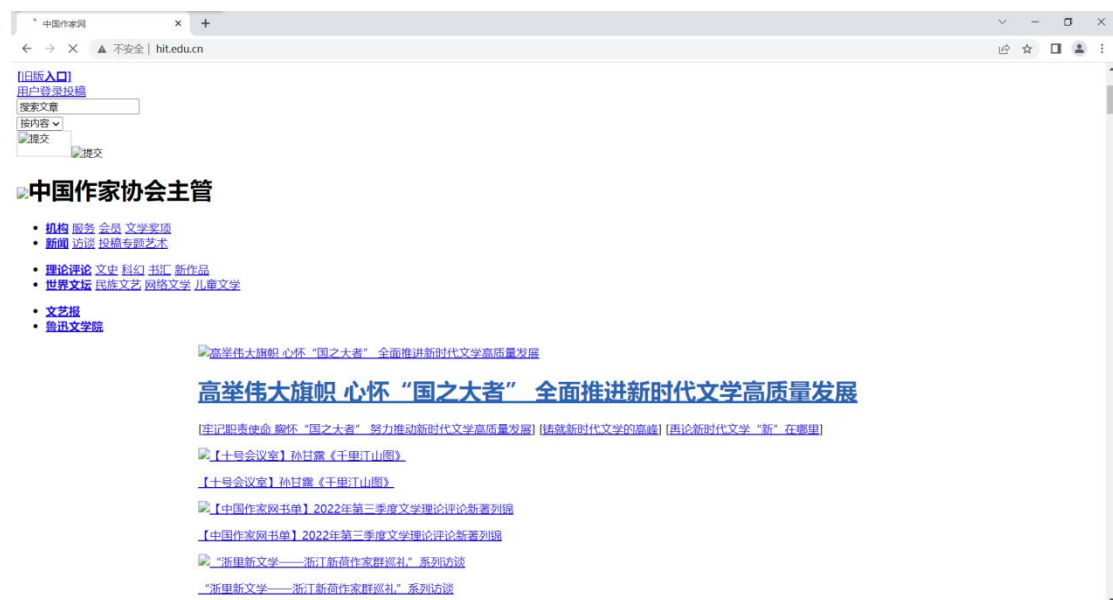 中国作家网
不安全 | hit.edu.cn
[旧版入口]
用户登录投稿
搜索文章
按内容
提交
提交
中国作家协会主管
机构 服务 会员 文学奖项
新闻 访谈 投稿专题艺术
理论评论 文史 科幻 书汇 新作品
世界文坛 民族文艺 网络文学 儿童文学
文艺报
鲁迅文学院
高举伟大旗帜 心怀“国之大者” 全面推进新时代文学高质量发展
高举伟大旗帜 心怀“国之大者” 全面推进新时代文学高质量发展
[牢记职责使命 胸怀“国之大者” 努力推动新时代文学高质量发展] [铸就新时代文学的高峰] [再论新时代文学“新”在哪里]
【十号会议室】孙甘露《千里江山图》
【十号会议室】孙甘露《千里江山图》
【中国作家网书单】2022年第三季度文学理论评论新著列锦
【中国作家网书单】2022年第三季度文学理论评论新著列锦
“浙里新文学——浙江新荷作家群巡礼”系列访谈
“浙里新文学——浙江新荷作家群巡礼”系列访谈